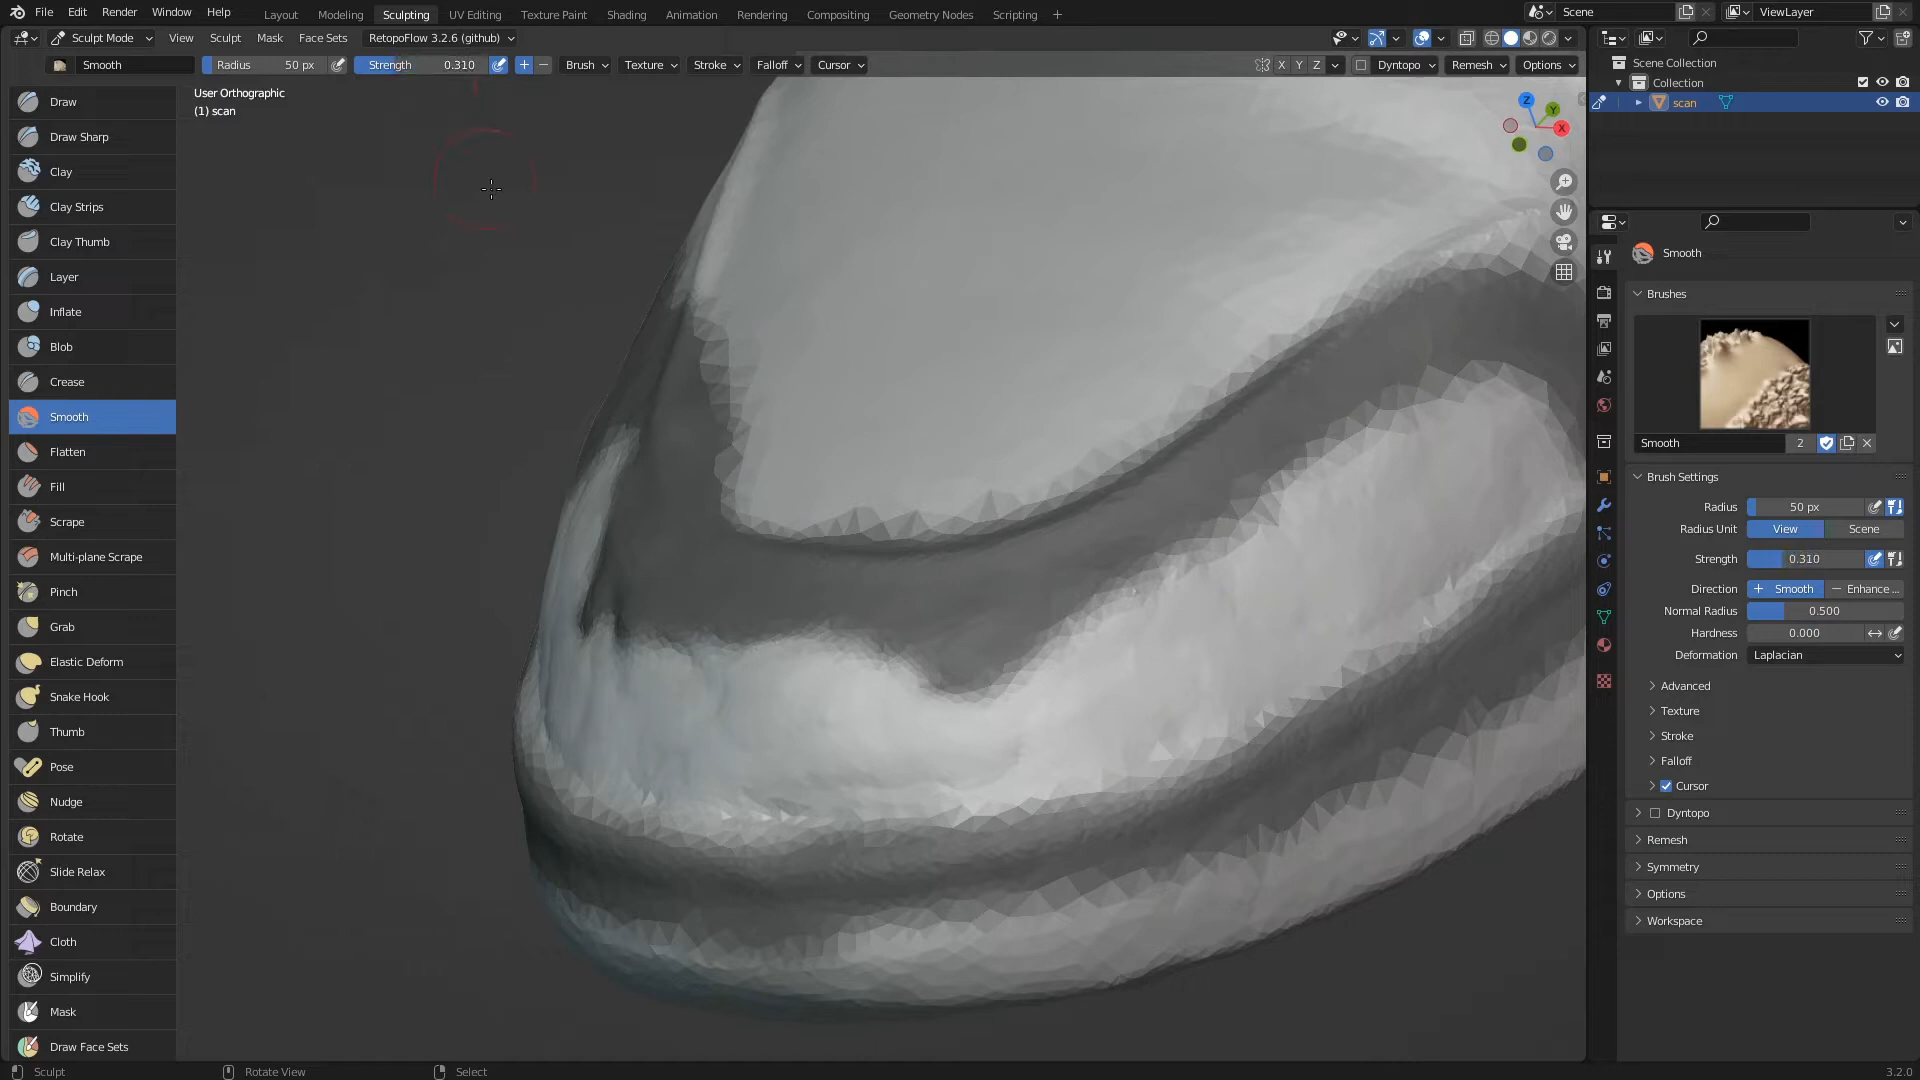 File Edit Render Window Help Layout Modeling Sculpting UV Editing Texture Paint Shading Animation Rendering Compositing Geometry Nodes Scripting + Scene ViewLayer
Sculpt Mode View Sculpt Mask Face Sets RetopoFlow 3.2.6 (github)
Smooth Radius 50 px Strength 0.310 Brush Texture Stroke Falloff Cursor X Y Z Dyntopo Remesh Options
User Orthographic
(1) scan
Draw
Draw Sharp
Clay
Clay Strips
Clay Thumb
Layer
Inflate
Blob
Crease
Smooth
Flatten
Fill
Scrape
Multi-plane Scrape
Pinch
Grab
Elastic Deform
Snake Hook
Thumb
Pose
Nudge
Rotate
Slide Relax
Boundary
Cloth
Simplify
Mask
Draw Face Sets
Z
Y
X
Scene Collection
Collection
scan
Smooth
Brushes
Smooth 2
Brush Settings
Radius 50 px
Radius Unit View Scene
Strength 0.310
Direction + Smooth — Enhance ...
Normal Radius 0.500
Hardness 0.000
Deformation Laplacian
Advanced
Texture
Stroke
Falloff
Cursor
Dyntopo
Remesh
Symmetry
Options
Workspace
Sculpt Rotate View Select 3.2.0